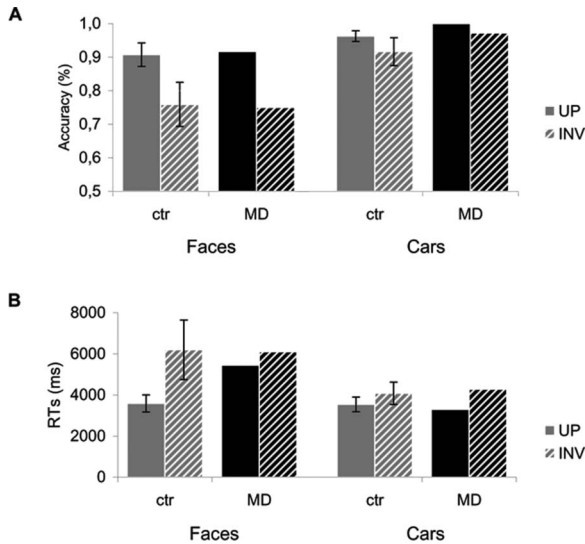 A
Accuracy (%)
1,0
0,9
0,8
0,7
0,6
0,5
ctr MD ctr MD
Faces Cars
UP
INV
B
RTs (ms)
8000
6000
4000
2000
0
ctr MD ctr MD
Faces Cars
UP
INV